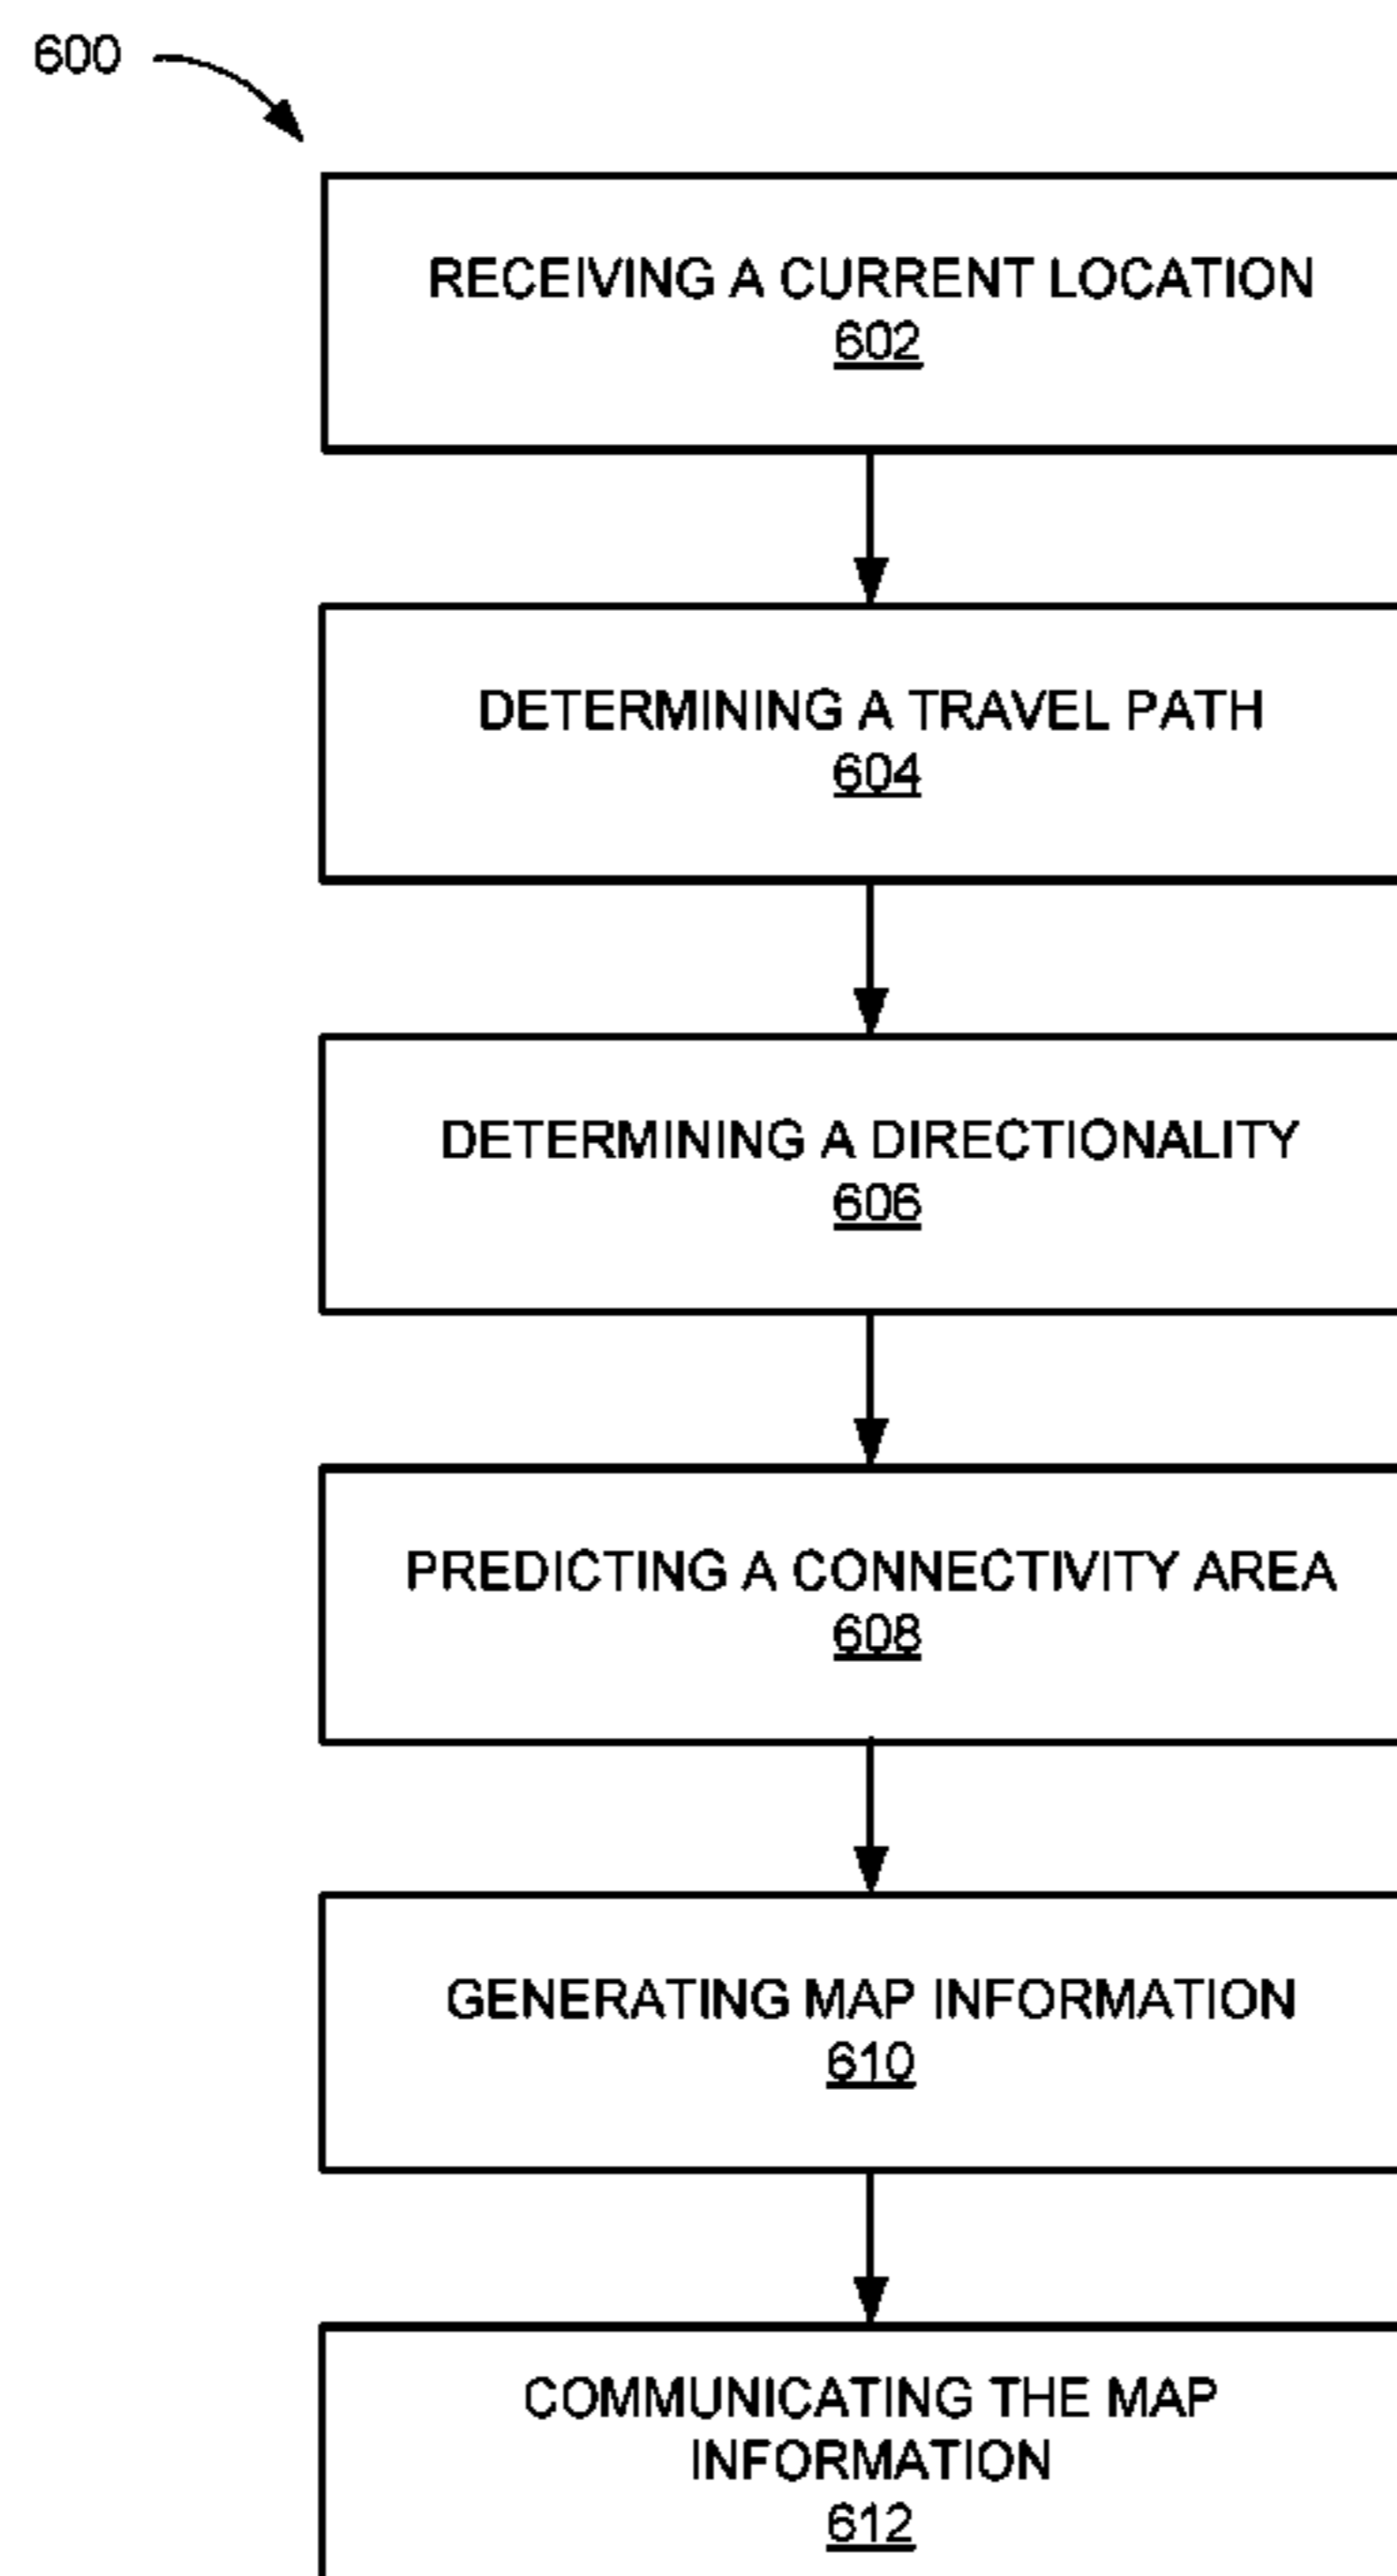 600
RECEIVING A CURRENT LOCATION
602
DETERMINING A TRAVEL PATH
604
DETERMINING A DIRECTIONALITY
606
PREDICTING A CONNECTIVITY AREA
608
GENERATING MAP INFORMATION
610
COMMUNICATING THE MAP
INFORMATION
612